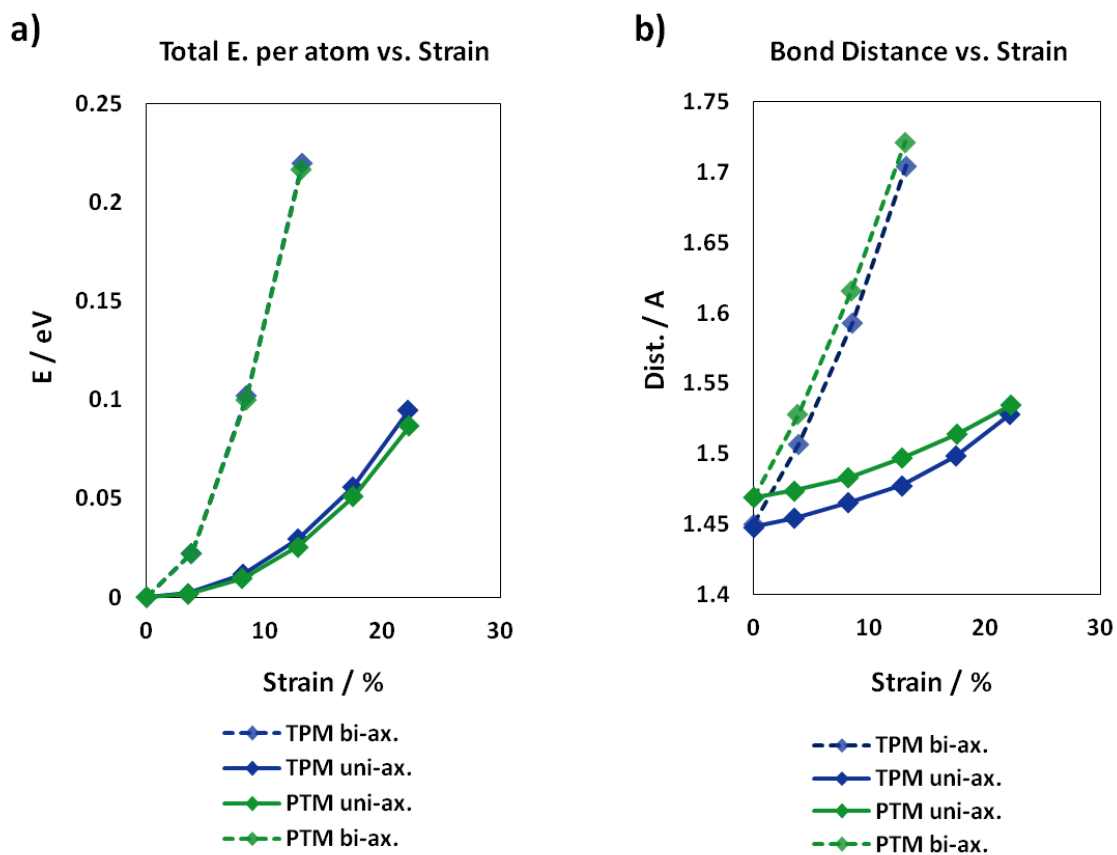 a)
Total E. per atom vs. Strain
0.25
0.2
0.15
0.1
0.05
0
E / eV
0 10 20 30
Strain / %
TPM bi-ax.
TPM uni-ax.
PTM uni-ax.
PTM bi-ax.
b)
Bond Distance vs. Strain
1.75
1.7
1.65
1.6
1.55
1.5
1.45
1.4
Dist. / A
0 10 20 30
Strain / %
TPM bi-ax.
TPM uni-ax.
PTM uni-ax.
PTM bi-ax.